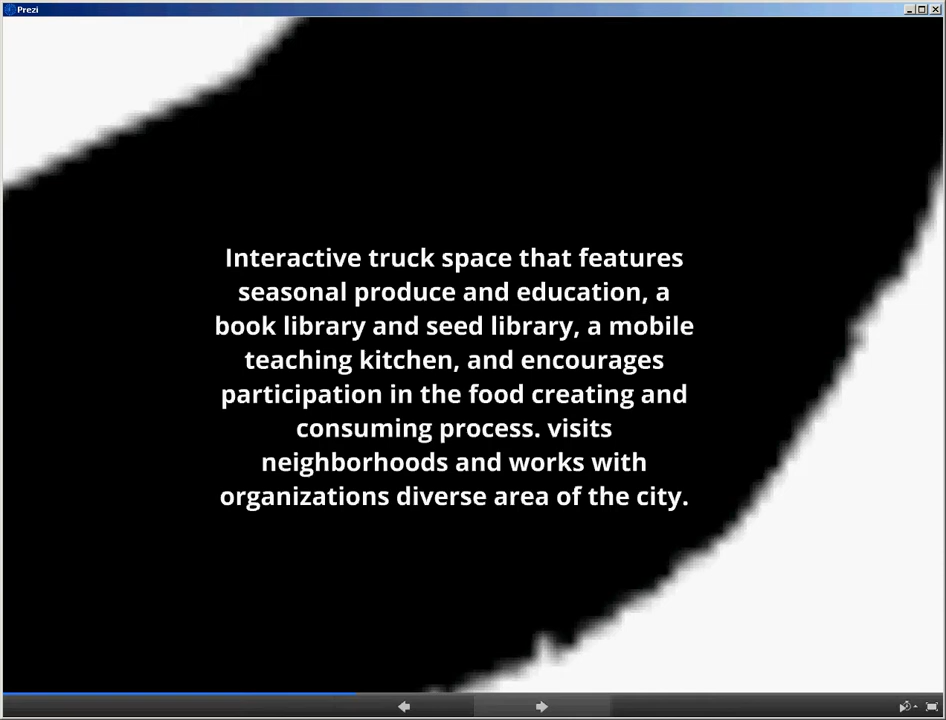 Prezi
Interactive truck space that features
seasonal produce and education, a
book library and seed library, a mobile
teaching kitchen, and encourages
participation in the food creating and
consuming process. visits
neighborhoods and works with
organizations diverse area of the city.